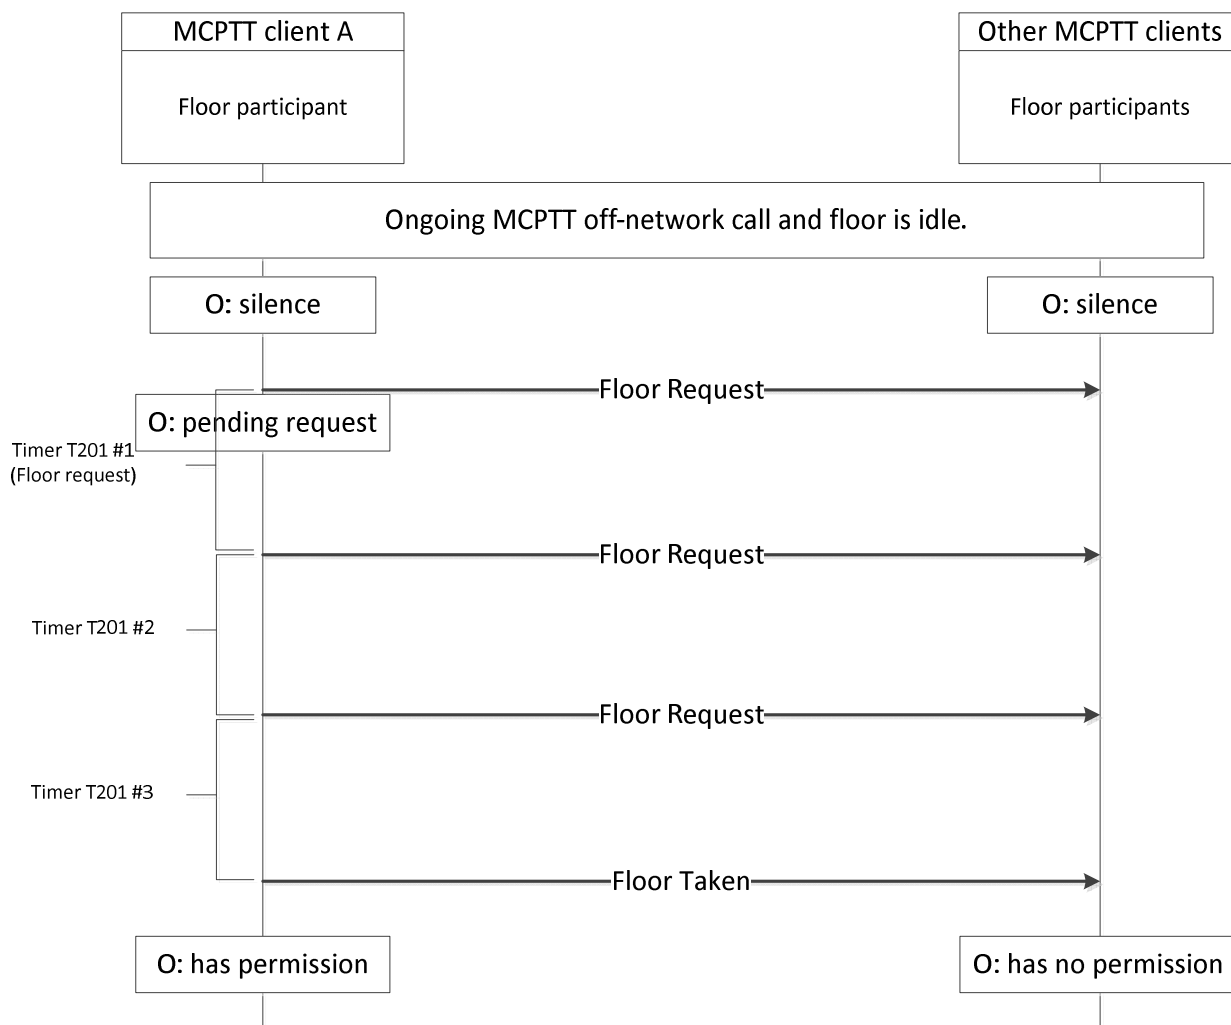 MCPTT client A
Other MCPTT clients
Floor participant
Floor participants
Ongoing MCPTT off-network call and floor is idle.
O: silence
O: silence
Floor Request
O: pending request
Timer T201 #1
(Floor request)
Floor Request
Timer T201 #2
Floor Request
Timer T201 #3
Floor Taken
O: has permission
O: has no permission